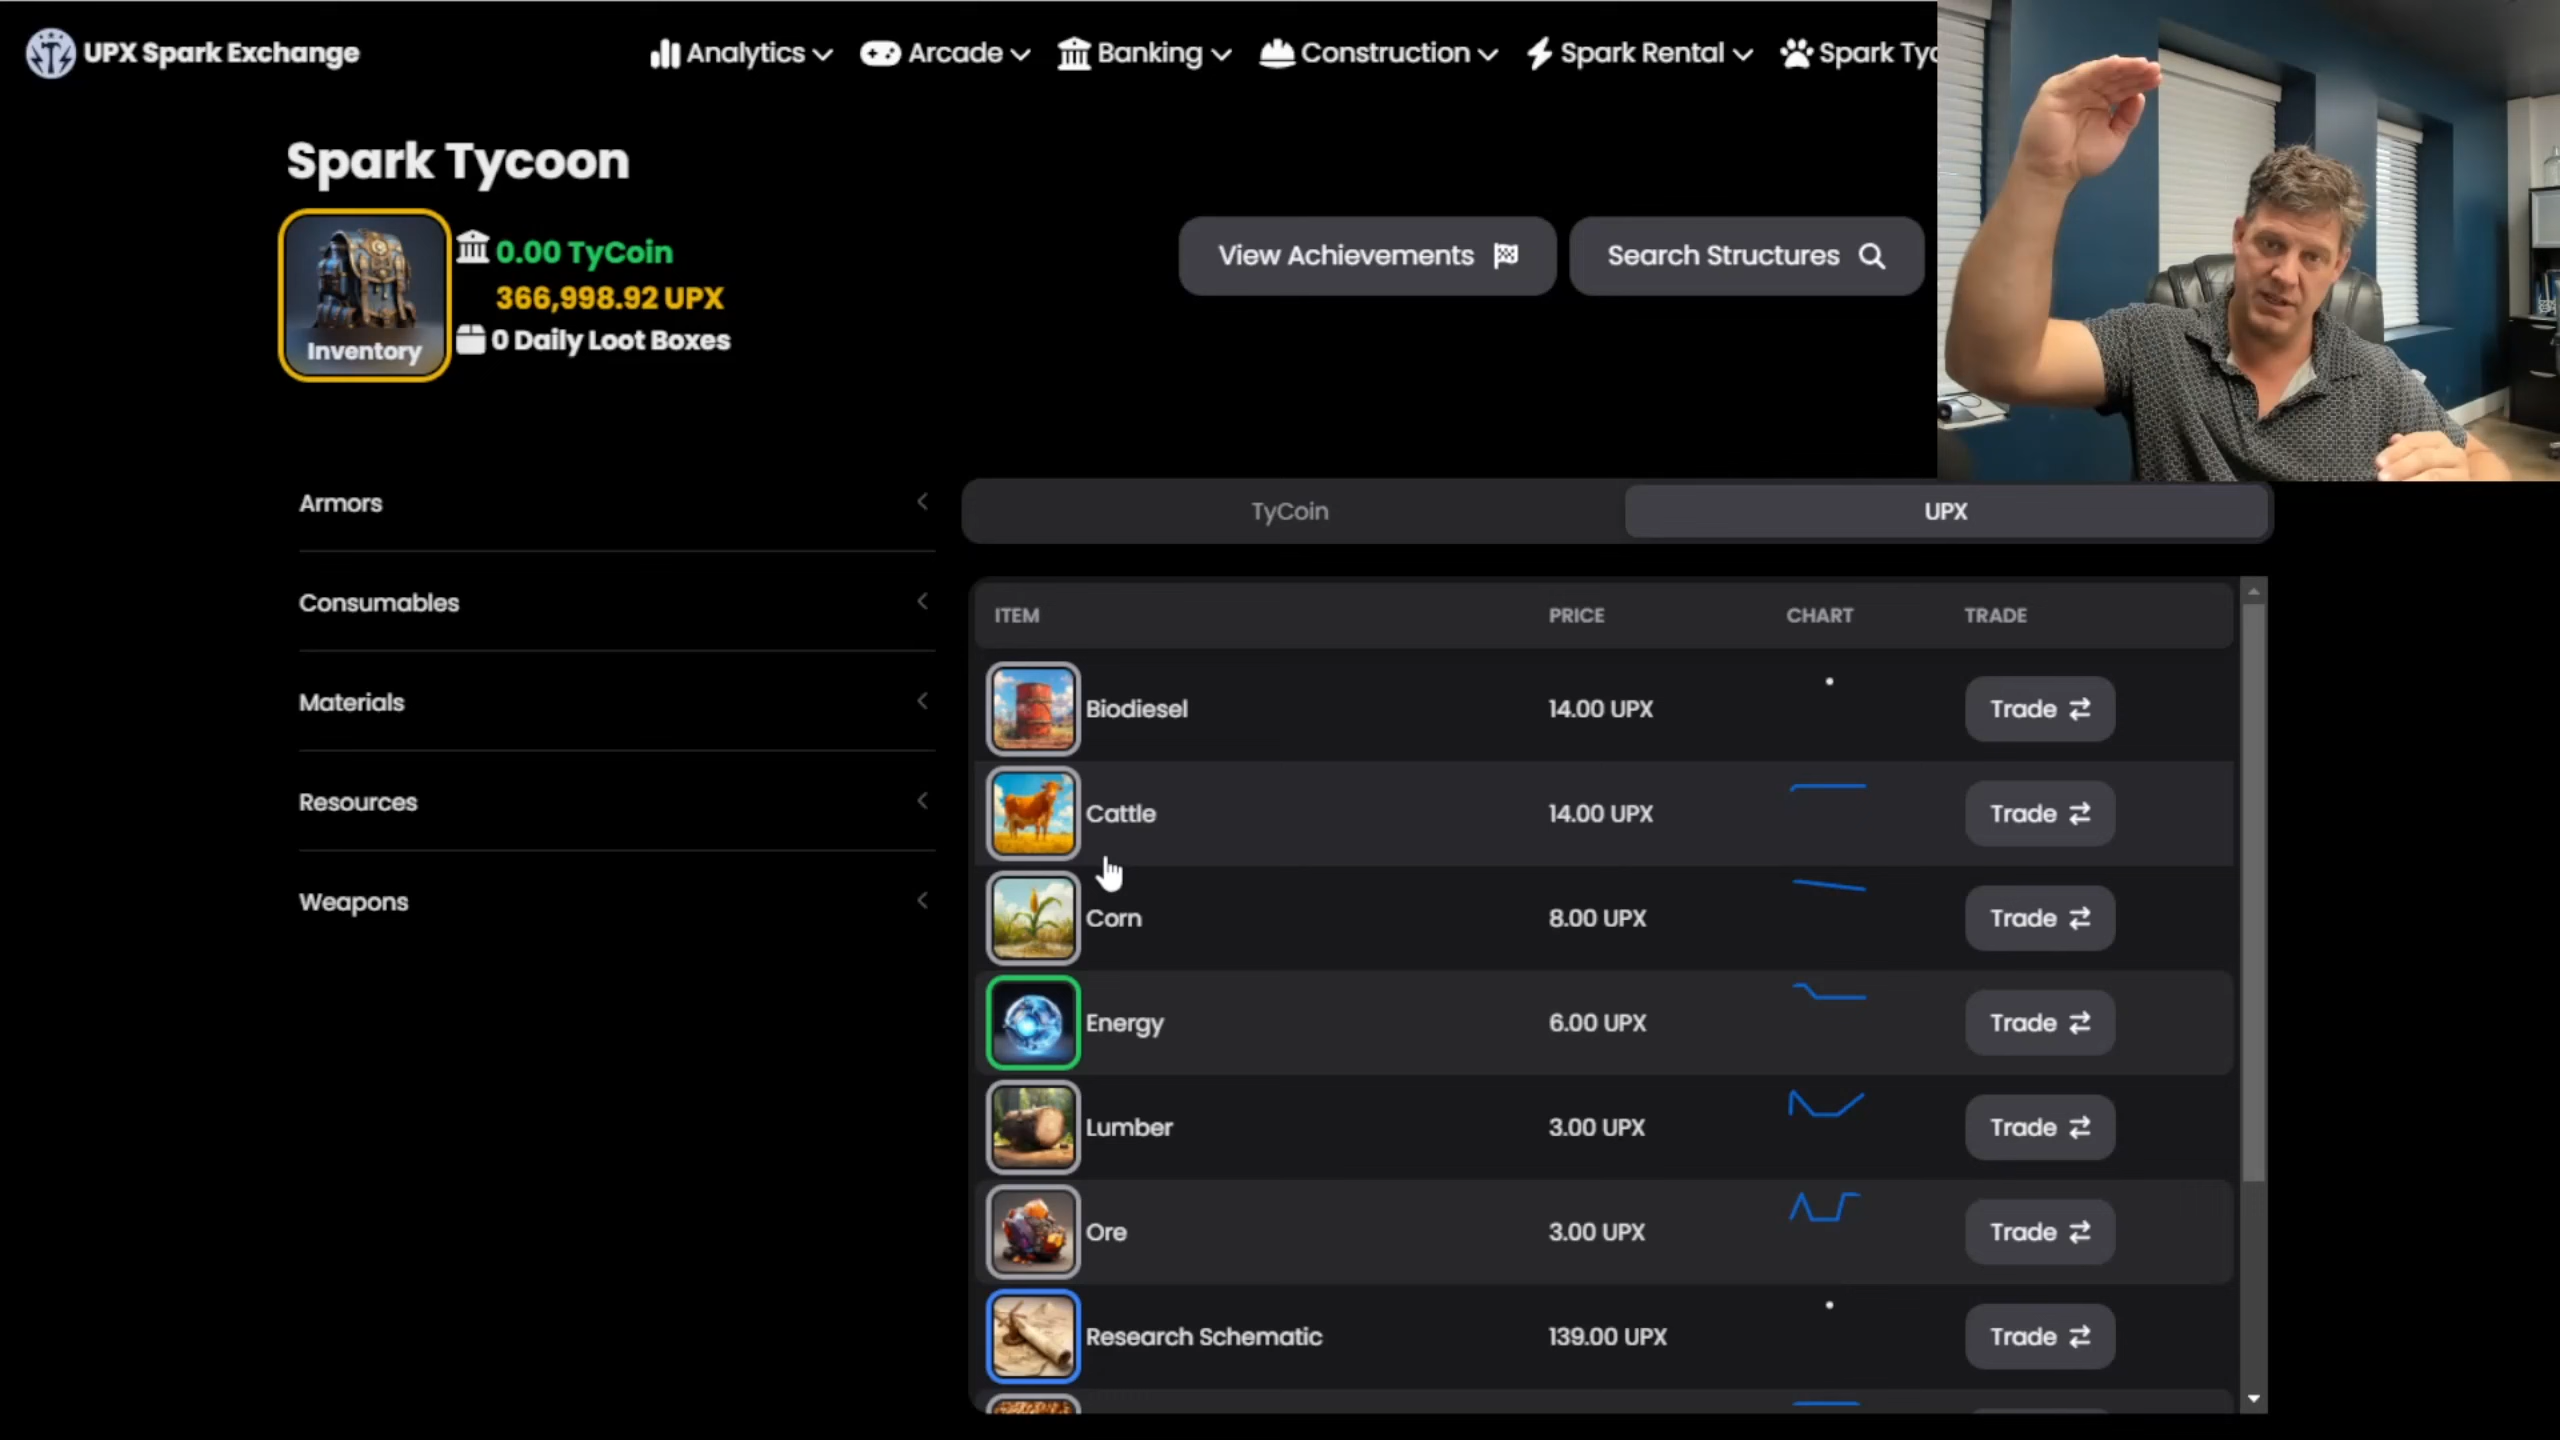 UPX Spark Exchange
Analytics
Arcade
Banking
Construction
Spark Rental
Spark Tyc
Spark Tycoon
Inventory
0.00 TyCoin
366,998.92 UPX
0 Daily Loot Boxes
View Achievements
Search Structures
Armors
Consumables
Materials
Resources
Weapons
TyCoin
UPX
ITEM PRICE CHART TRADE
Biodiesel 14.00 UPX Trade
Cattle 14.00 UPX Trade
Corn 8.00 UPX Trade
Energy 6.00 UPX Trade
Lumber 3.00 UPX Trade
Ore 3.00 UPX Trade
Research Schematic 139.00 UPX Trade